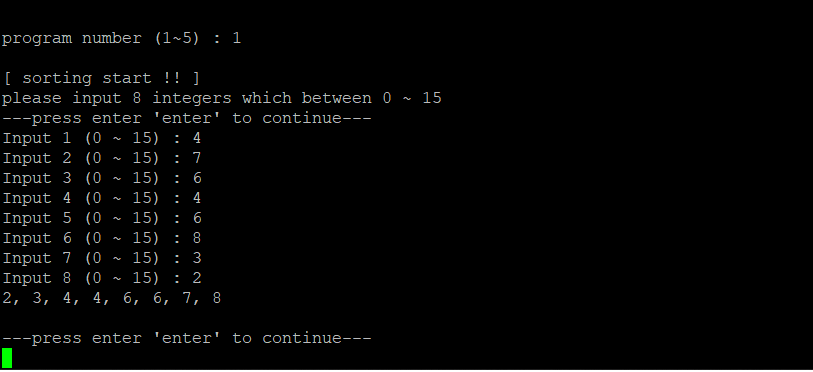 program number (1~5) : 1
[ sorting start !! ]
please input 8 integers which between 0 ~ 15
---press enter 'enter' to continue---
Input 1 (0 ~ 15) : 4
Input 2 (0 ~ 15) : 7
Input 3 (0 ~ 15) : 6
Input 4 (0 ~ 15) : 4
Input 5 (0 ~ 15) : 6
Input 6 (0 ~ 15) : 8
Input 7 (0 ~ 15) : 3
Input 8 (0 ~ 15) : 2
2, 3, 4, 4, 6, 6, 7, 8
---press enter 'enter' to continue---